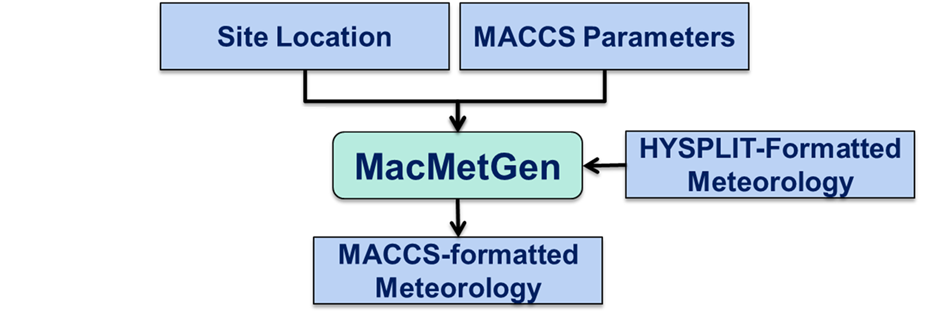 Site Location
MACCS Parameters
MacMetGen
HYSPLIT-Formatted
Meteorology
MACCS-formatted
Meteorology